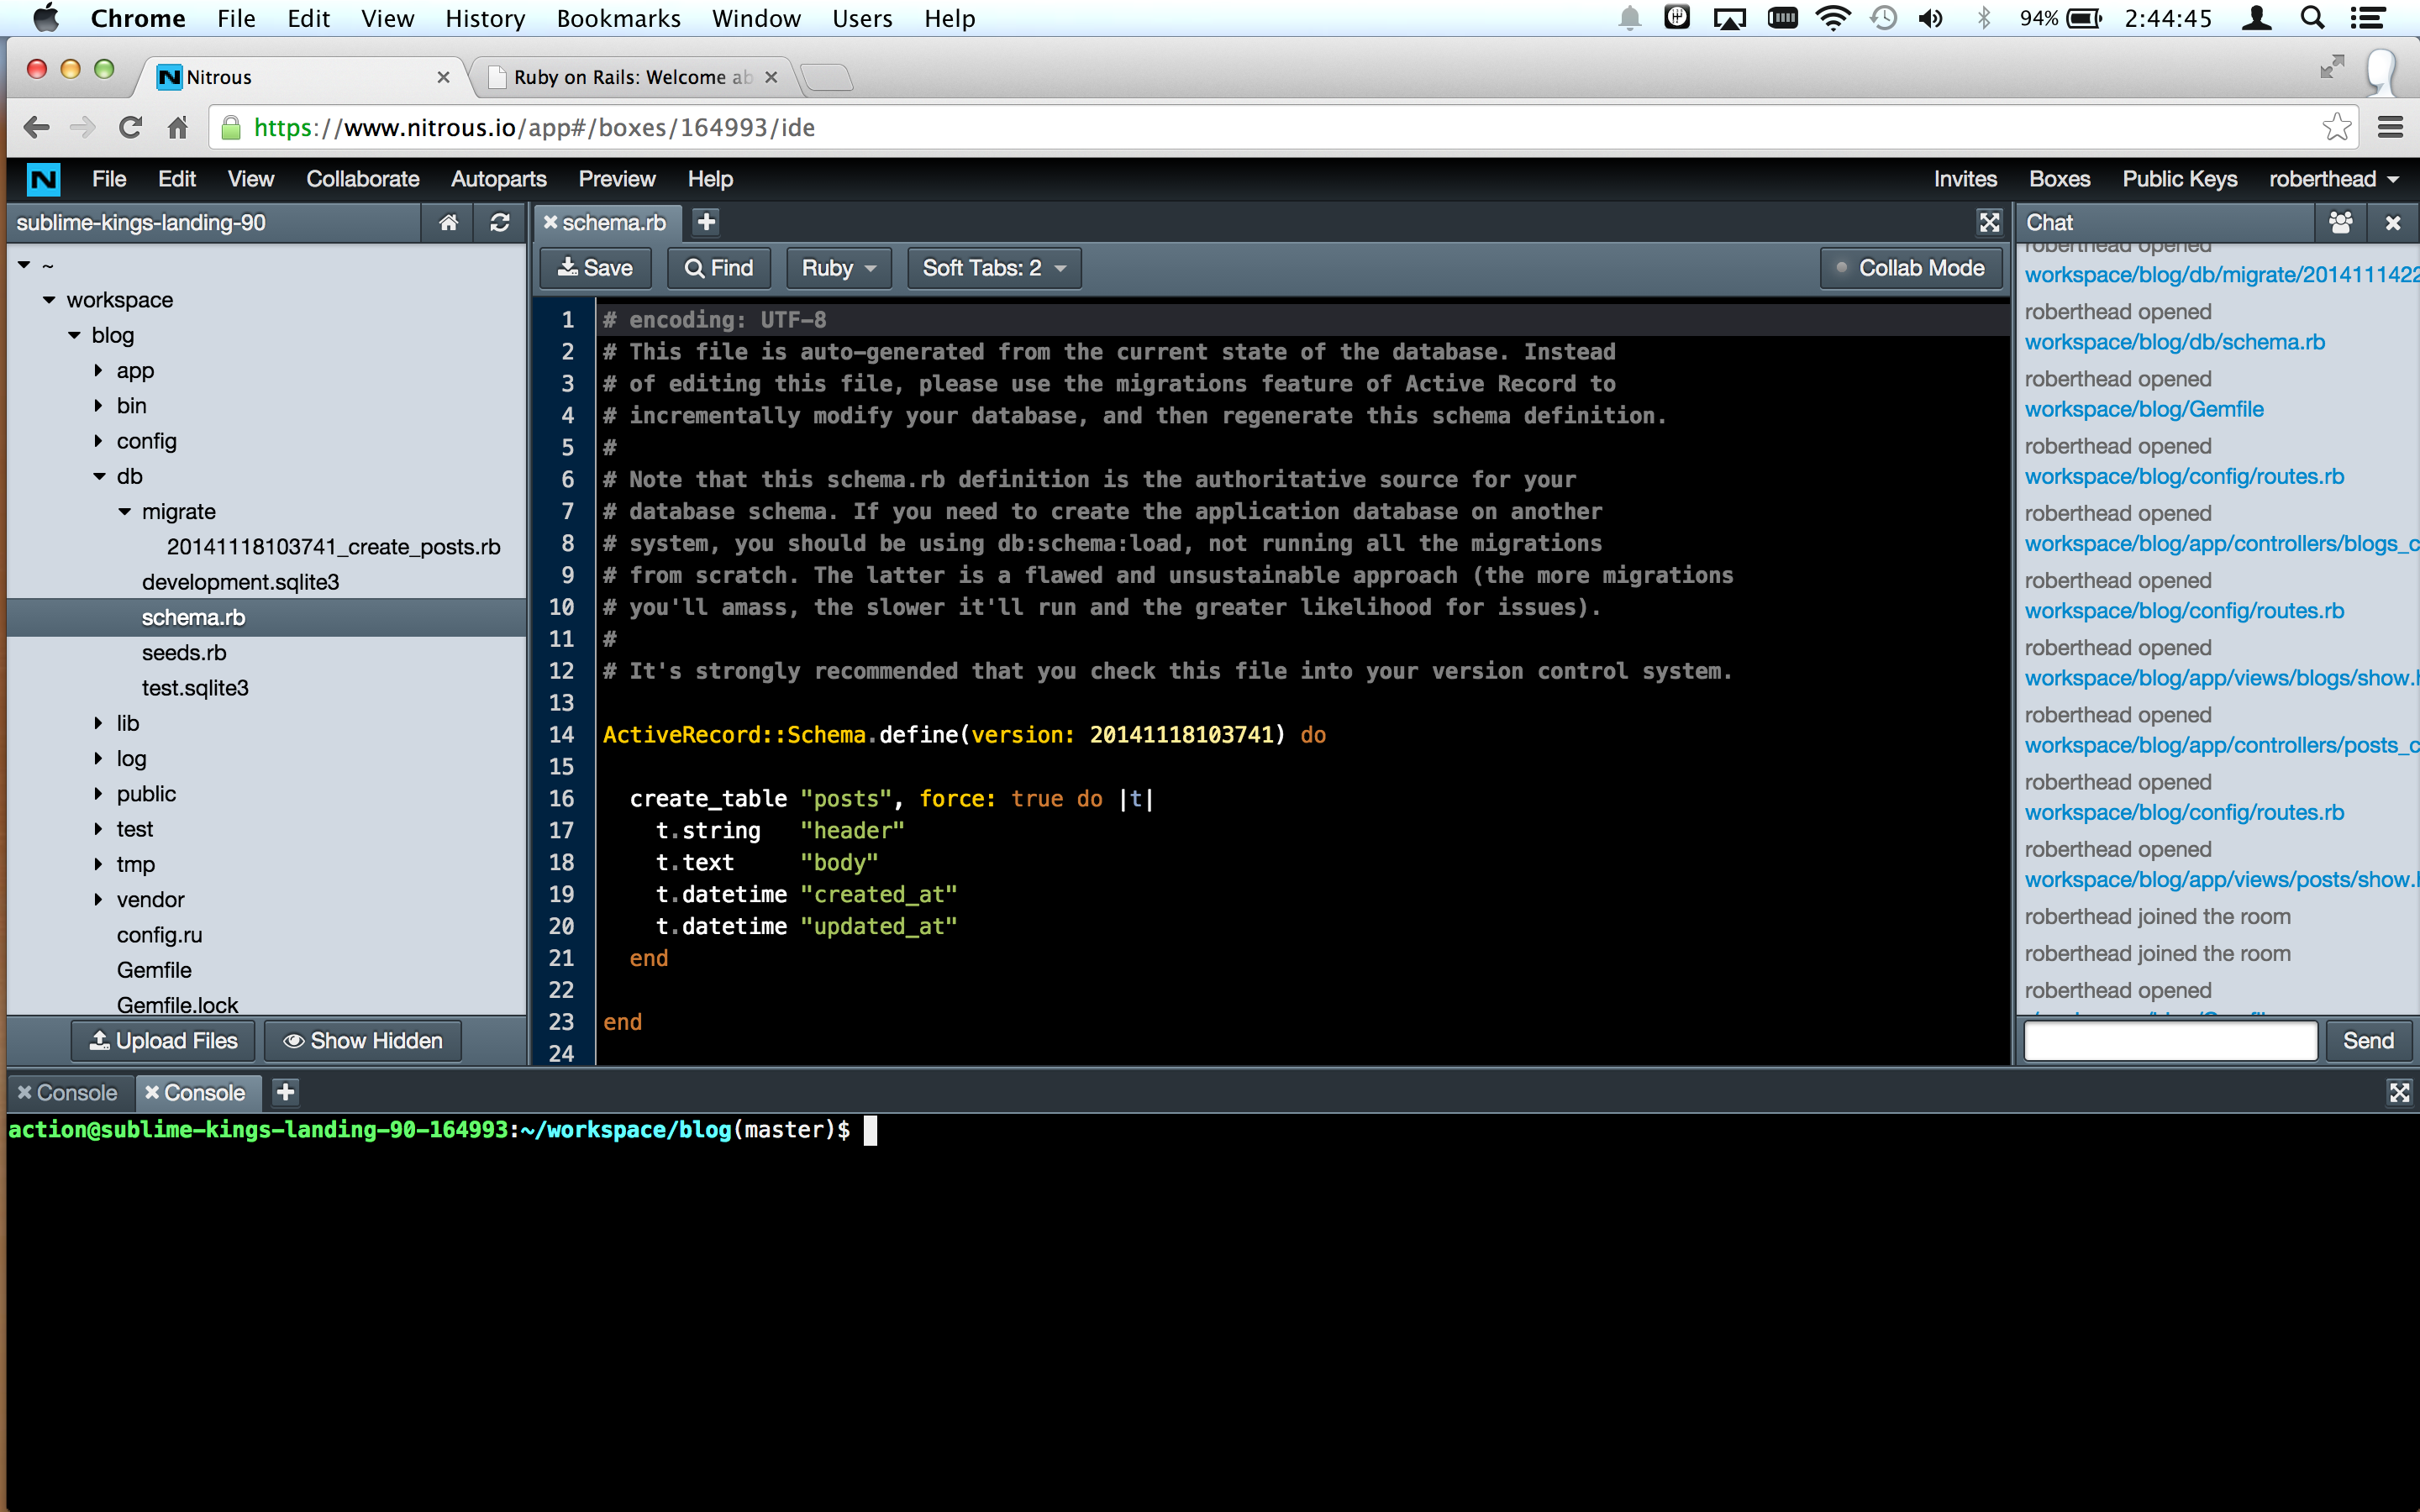 Chrome File Edit View History Bookmarks Window Users Help 94% 2:44:45
Nitrous Ruby on Rails: Welcome ab
https://www.nitrous.io/app#/boxes/164993/ide
N File Edit View Collaborate Autoparts Preview Help Invites Boxes Public Keys roberthead
sublime-kings-landing-90
~
workspace
blog
app
bin
config
db
migrate
20141118103741_create_posts.rb
development.sqlite3
schema.rb
seeds.rb
test.sqlite3
lib
log
public
test
tmp
vendor
config.ru
Gemfile
Gemfile.lock
Upload Files Show Hidden
schema.rb
Save Find Ruby Soft Tabs: 2 Collab Mode
1 # encoding: UTF-8
2 # This file is auto-generated from the current state of the database. Instead
3 # of editing this file, please use the migrations feature of Active Record to
4 # incrementally modify your database, and then regenerate this schema definition.
5 #
6 # Note that this schema.rb definition is the authoritative source for your
7 # database schema. If you need to create the application database on another
8 # system, you should be using db:schema:load, not running all the migrations
9 # from scratch. The latter is a flawed and unsustainable approach (the more migrations
10 # you'll amass, the slower it'll run and the greater likelihood for issues).
11 #
12 # It's strongly recommended that you check this file into your version control system.
13
14 ActiveRecord::Schema.define(version: 20141118103741) do
15
16 create_table "posts", force: true do |t|
17 t.string "header"
18 t.text "body"
19 t.datetime "created_at"
20 t.datetime "updated_at"
21 end
22
23 end
24
Chat
roberthead opened
workspace/blog/db/migrate/2014111422
roberthead opened
workspace/blog/db/schema.rb
roberthead opened
workspace/blog/Gemfile
roberthead opened
workspace/blog/config/routes.rb
roberthead opened
workspace/blog/app/controllers/blogs_c
roberthead opened
workspace/blog/config/routes.rb
roberthead opened
workspace/blog/app/views/blogs/show.h
roberthead opened
workspace/blog/app/controllers/posts_c
roberthead opened
workspace/blog/config/routes.rb
roberthead opened
workspace/blog/app/views/posts/show.h
roberthead joined the room
roberthead joined the room
roberthead opened
Send
Console Console
action@sublime-kings-landing-90-164993:~/workspace/blog(master)$